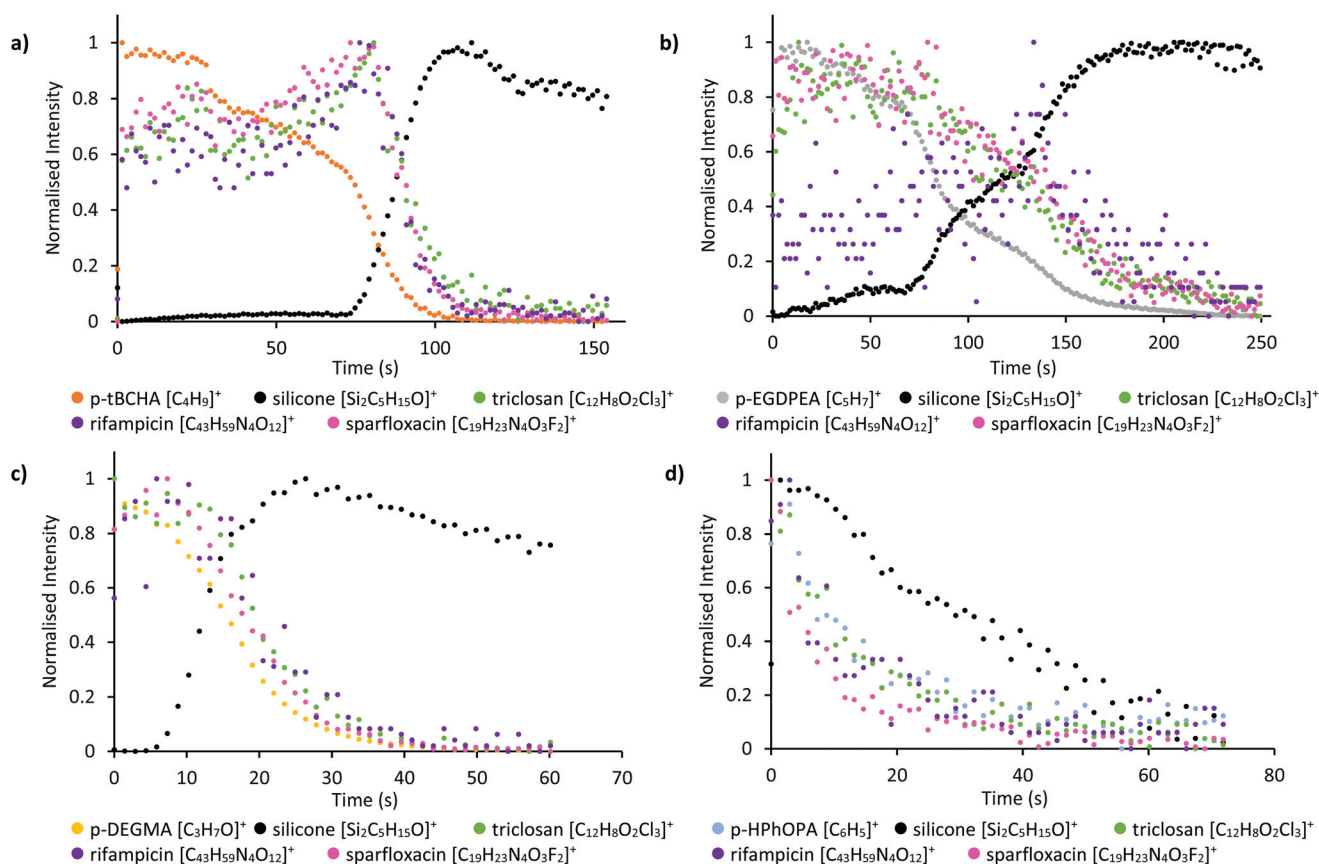 a)
1
0.8
0.6
0.4
0.2
0
Normalised Intensity
0 50 100 150
Time (s)
p-tBCHA [C₄H₉]⁺ silicone [Si₂C₅H₁₅O]⁺ triclosan [C₁₂H₈O₂Cl₃]⁺
rifampicin [C₄₃H₅₉N₄O₁₂]⁺ sparfloxacin [C₁₉H₂₃N₄O₃F₂]⁺
b)
1
0.8
0.6
0.4
0.2
0
Normalised Intensity
0 50 100 150 200 250
Time (s)
p-EGDPEA [C₅H₇]⁺ silicone [Si₂C₅H₁₅O]⁺ triclosan [C₁₂H₈O₂Cl₃]⁺
rifampicin [C₄₃H₅₉N₄O₁₂]⁺ sparfloxacin [C₁₉H₂₃N₄O₃F₂]⁺
c)
1
0.8
0.6
0.4
0.2
0
Normalised Intensity
0 10 20 30 40 50 60 70
Time (s)
p-DEGMA [C₃H₇O]⁺ silicone [Si₂C₅H₁₅O]⁺ triclosan [C₁₂H₈O₂Cl₃]⁺
rifampicin [C₄₃H₅₉N₄O₁₂]⁺ sparfloxacin [C₁₉H₂₃N₄O₃F₂]⁺
d)
1
0.8
0.6
0.4
0.2
0
Normalised Intensity
0 20 40 60 80
Time (s)
p-HPhOPA [C₆H₅]⁺ silicone [Si₂C₅H₁₅O]⁺ triclosan [C₁₂H₈O₂Cl₃]⁺
rifampicin [C₄₃H₅₉N₄O₁₂]⁺ sparfloxacin [C₁₉H₂₃N₄O₃F₂]⁺